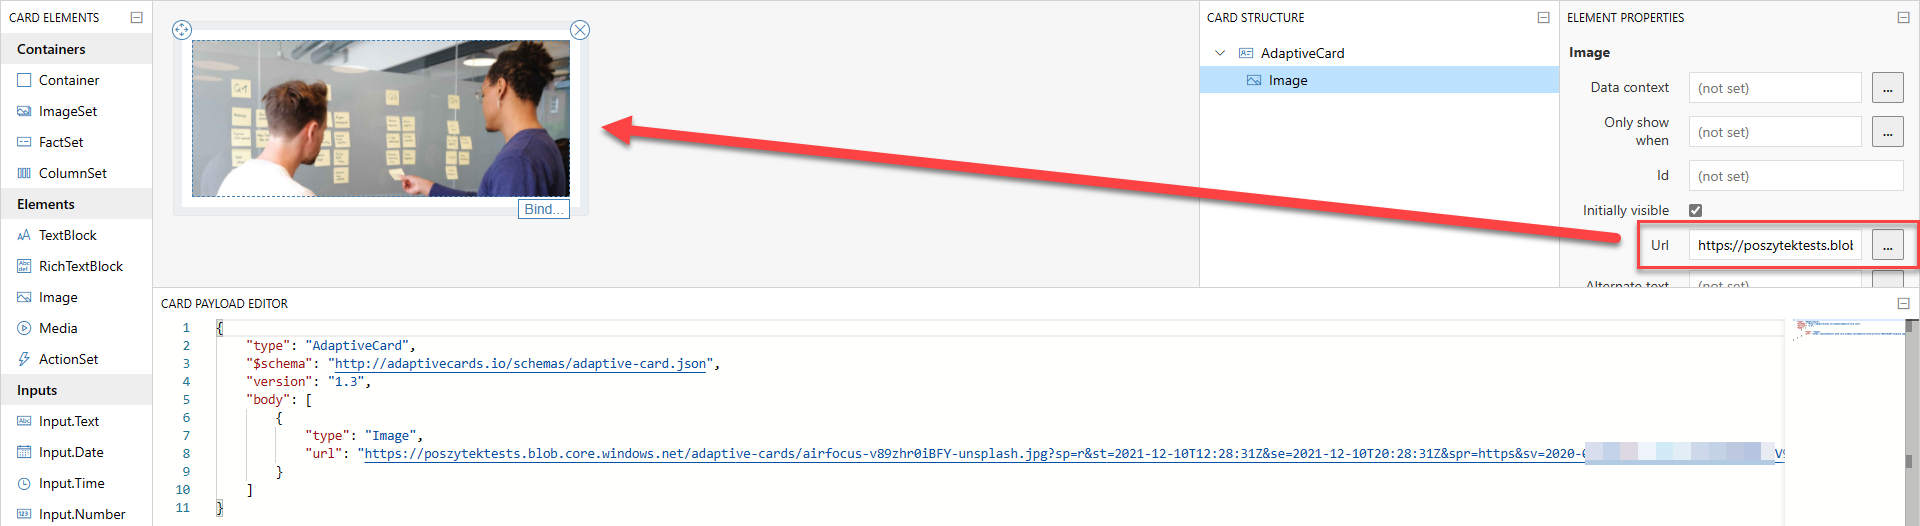 CARD ELEMENTS
Containers
Container
ImageSet
FactSet
ColumnSet
Elements
TextBlock
RichTextBlock
Image
Media
ActionSet
Inputs
Input.Text
Input.Date
Input.Time
Input.Number
Bind...
CARD STRUCTURE
AdaptiveCard
Image
ELEMENT PROPERTIES
Image
Data context (not set) ...
Only show when (not set) ...
Id (not set)
Initially visible
Url https://poszytektests.blob ...
Alternate text (not set)
CARD PAYLOAD EDITOR
1 {
2 "type": "AdaptiveCard",
3 "$schema": "http://adaptivecards.io/schemas/adaptive-card.json",
4 "version": "1.3",
5 "body": [
6 {
7 "type": "Image",
8 "url": "https://poszytektests.blob.core.windows.net/adaptive-cards/airfocus-v89zhr0iBFY-unsplash.jpg?sp=r&st=2021-12-10T12:28:31Z&se=2021-12-10T20:28:31Z&spr=https&sv=2020-
9 }
10 ]
11 }